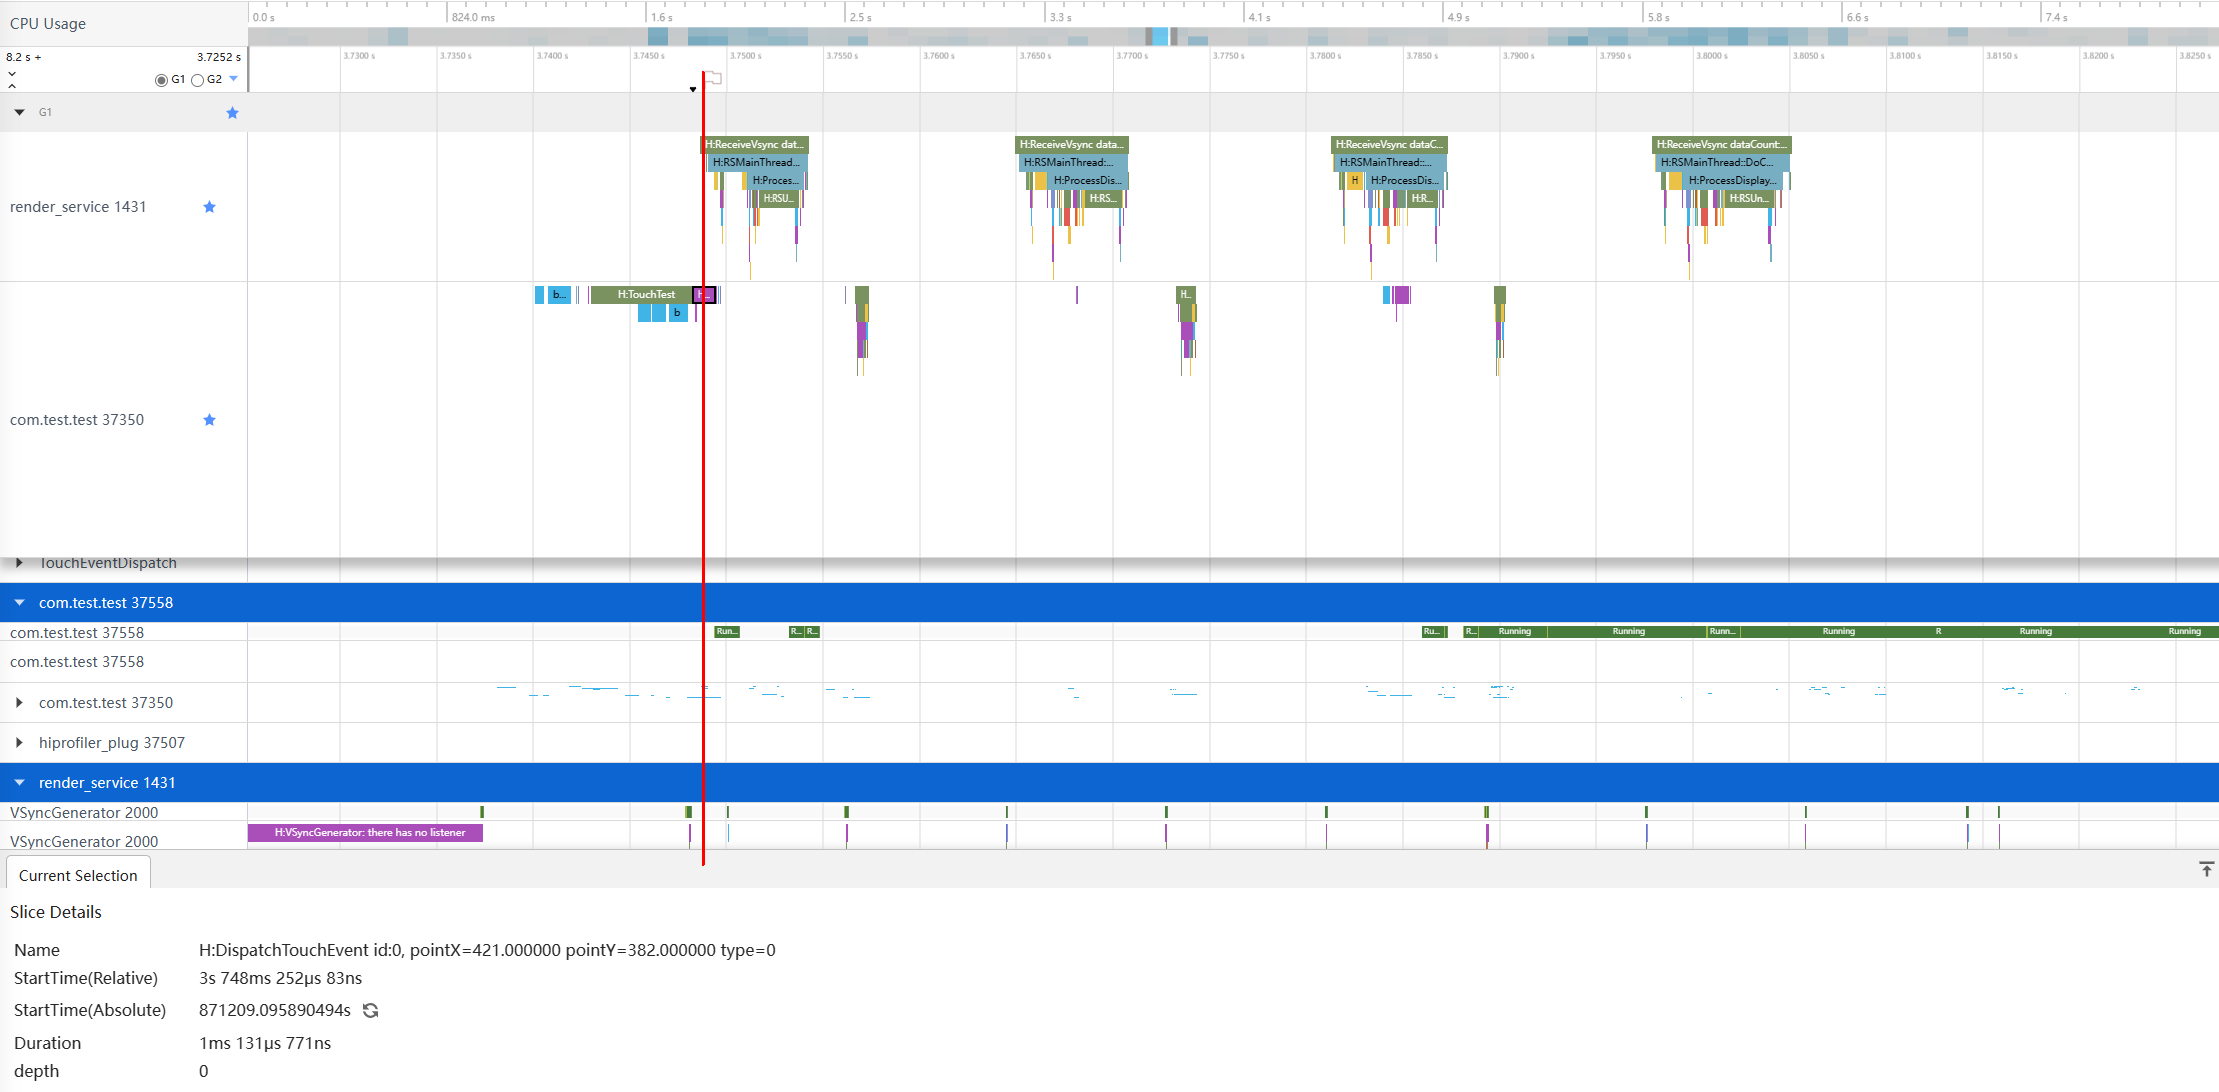 CPU Usage
0.0 s 824.0 ms 1.6 s 2.5 s 3.3 s 4.1 s 4.9 s 5.8 s 6.6 s 7.4 s
8.2 s + 3.7252 s
3.7300 s 3.7350 s 3.7400 s 3.7450 s 3.7500 s 3.7550 s 3.7600 s 3.7650 s 3.7700 s 3.7750 s 3.7800 s 3.7850 s 3.7900 s 3.7950 s 3.8000 s 3.8050 s 3.8100 s 3.8150 s 3.8200 s 3.8250 s
G1 G2
G1
H:ReceiveVsync dat... H:ReceiveVsync data... H:ReceiveVsync dataC... H:ReceiveVsync dataCount:...
H:RSMainThread... H:RSMainThread::... H:RSMainThread::... H:RSMainThread::DoC...
H:Proces... H:ProcessDis... H H:ProcessDis... H:ProcessDisplay...
render_service 1431
H:RSU... H:RS... H:R... H:RSUn...
b... H:TouchTest H... H...
b
com.test.test 37350
TouchEventDispatch
com.test.test 37558
com.test.test 37558 Run... R... R... Ru... R... Running Running Runn... Running R Running Running
com.test.test 37558
com.test.test 37350
hiprofiler_plug 37507
render_service 1431
VSyncGenerator 2000
H:VSyncGenerator: there has no listener
VSyncGenerator 2000
Current Selection
Slice Details
Name H:DispatchTouchEvent id:0, pointX=421.000000 pointY=382.000000 type=0
StartTime(Relative) 3s 748ms 252μs 83ns
StartTime(Absolute) 871209.095890494s
Duration 1ms 131μs 771ns
depth 0